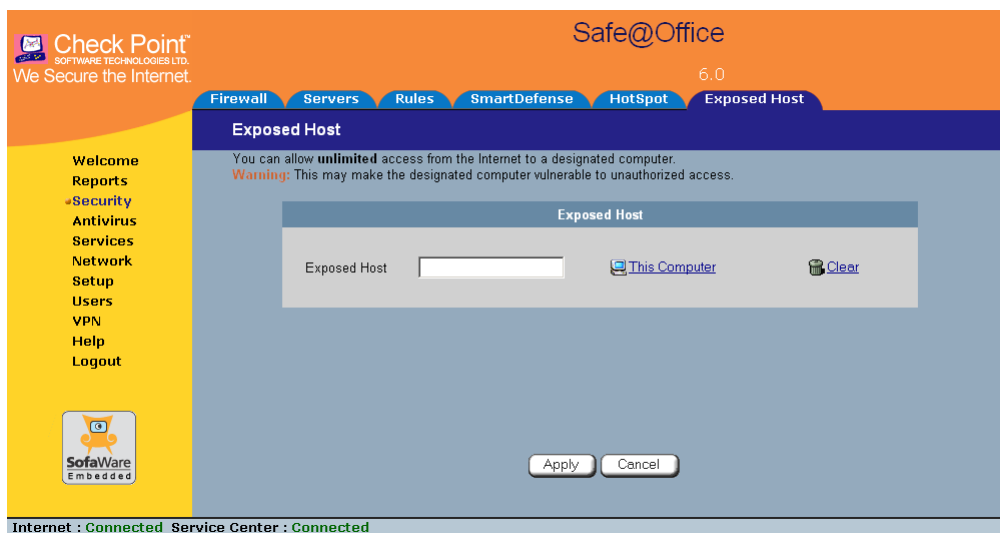 Check Point™
SOFTWARE TECHNOLOGIES LTD.
We Secure the Internet.
Safe@Office
6.0
Firewall Servers Rules SmartDefense HotSpot Exposed Host
Exposed Host
Welcome
Reports
Security
Antivirus
Services
Network
Setup
Users
VPN
Help
Logout
SofaWare
Embedded
You can allow unlimited access from the Internet to a designated computer.
Warning: This may make the designated computer vulnerable to unauthorized access.
Exposed Host
Exposed Host This Computer Clear
Apply Cancel
Internet : Connected Service Center : Connected